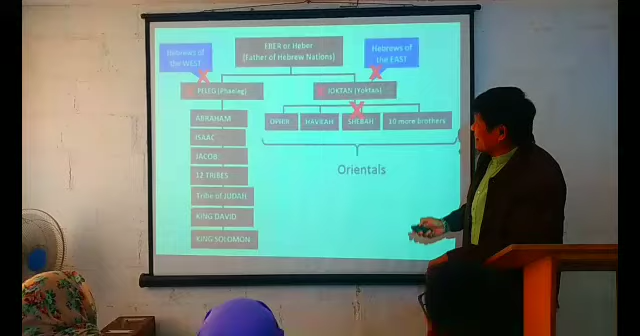 EBER or Heber
(Father of Hebrew Nations)
Hebrews of
the WEST
Hebrews of
the EAST
PELEG (Phaeleg)
JOKTAN (Yoktan)
ABRAHAM
ISAAC
JACOB
12 TRIBES
Tribe of JUDAH
KING DAVID
KING SOLOMON
OPHIR
HAVILAH
SHEBAH
10 more brothers
Orientals